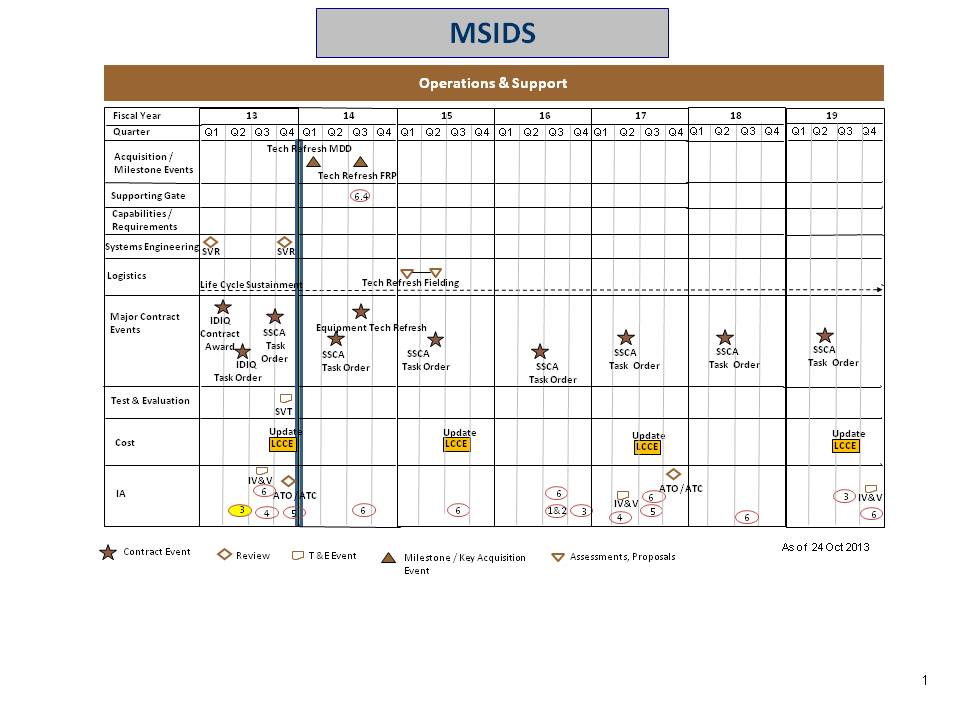 MSIDS
Operations & Support
Fiscal Year 13 14 15 16 17 18 19
Quarter Q1 Q2 Q3 Q4 Q1 Q2 Q3 Q4 Q1 Q2 Q3 Q4 Q1 Q2 Q3 Q4 Q1 Q2 Q3 Q4 Q1 Q2 Q3 Q4 Q1 Q2 Q3 Q4
Tech Refresh MDD
Acquisition /
Milestone Events
Tech Refresh FRP
Supporting Gate 6.4
Capabilities /
Requirements
Systems Engineering SVR SVR
Logistics
Life Cycle Sustainment
Tech Refresh Fielding
Major Contract
Events
IDIQ
Contract
Award
IDIQ
Task Order
SSCA
Task
Order
Equipment Tech Refresh
SSCA
Task Order
SSCA
Task Order
SSCA
Task Order
SSCA
Task Order
SSCA
Task Order
SSCA
Task Order
Test & Evaluation
SVT
Cost
Update
LCCE
Update
LCCE
Update
LCCE
Update
LCCE
IA
IV&V
6
ATO / ATC
3 4 5
6
6
6
1&2 3
IV&V
4
6
5
ATO / ATC
6
3
IV&V
6
Contract Event
Review
T & E Event
Milestone / Key Acquisition
Event
Assessments, Proposals
As of 24 Oct 2013
1